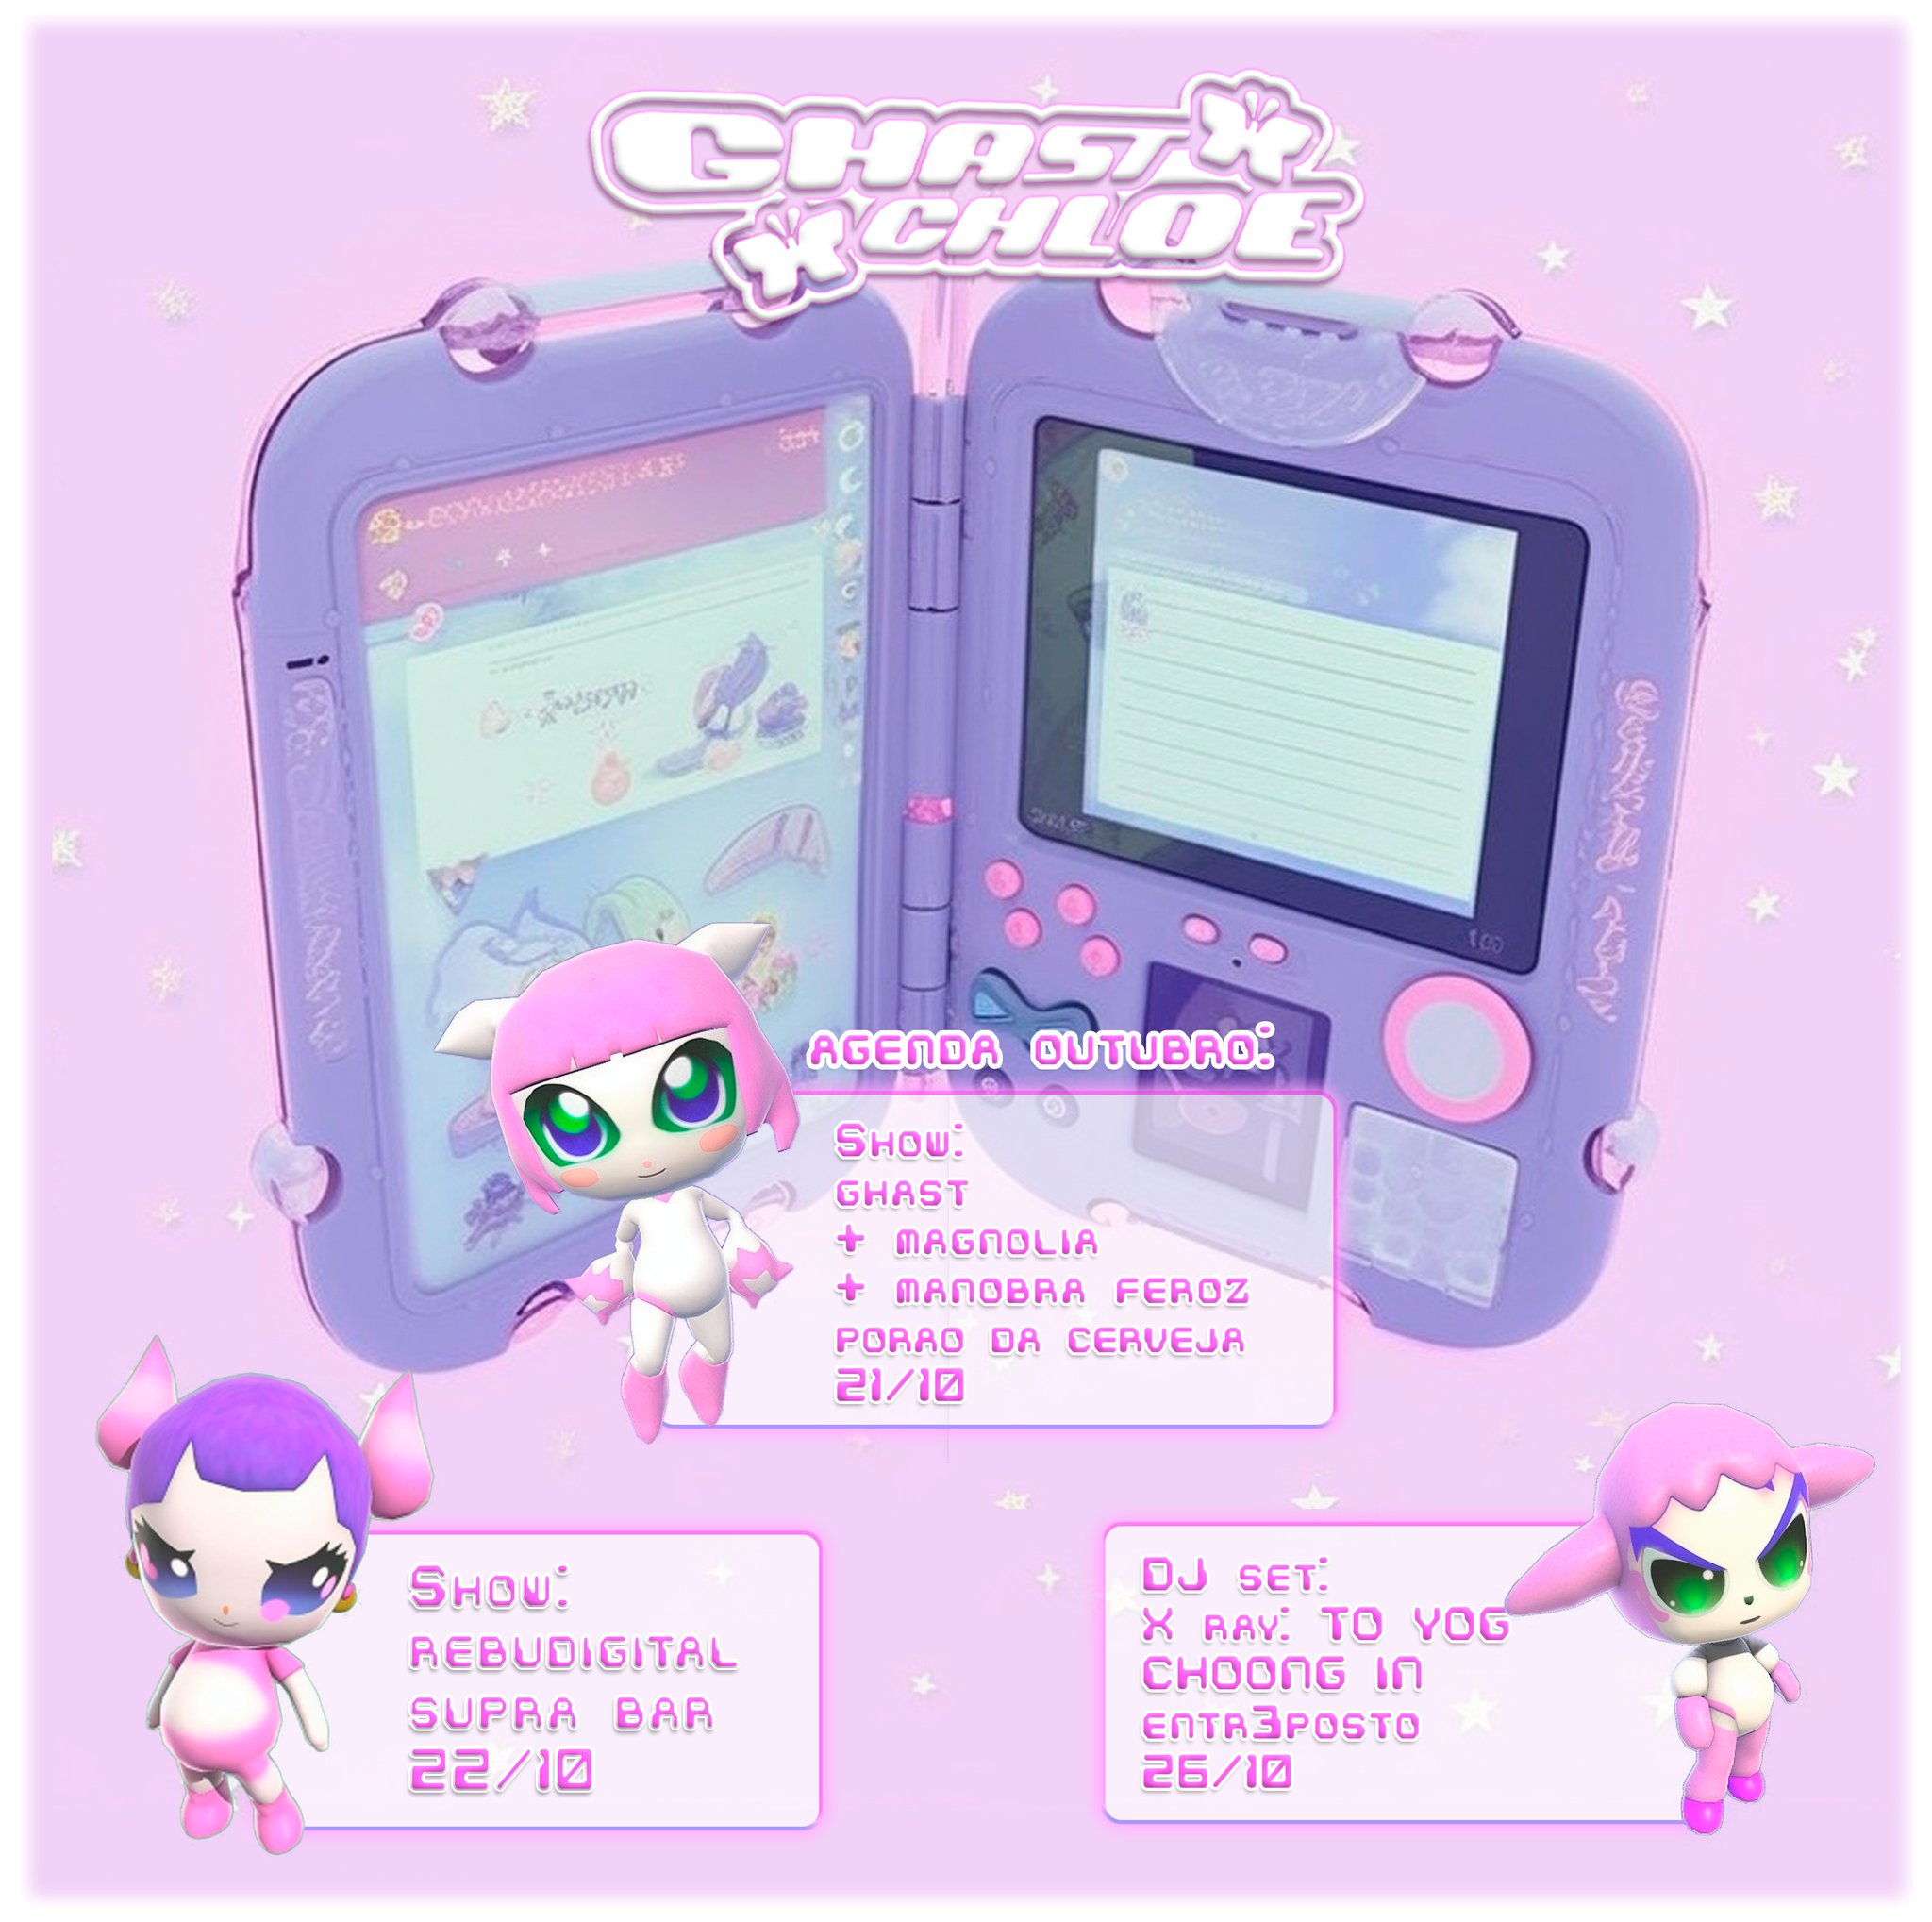 GHAST
CHLOE
AGENDA OUTUBRO:
SHOW:
GHAST
+ MAGNOLIA
+ MANOBRA FEROZ
PORAO DA CERVEJA
21/10
SHOW:
REBUDIGITAL
SUPRA BAR
22/10
DJ SET:
X RAY: TO YOG
CHOONG IN
ENTR3POSTO
26/10